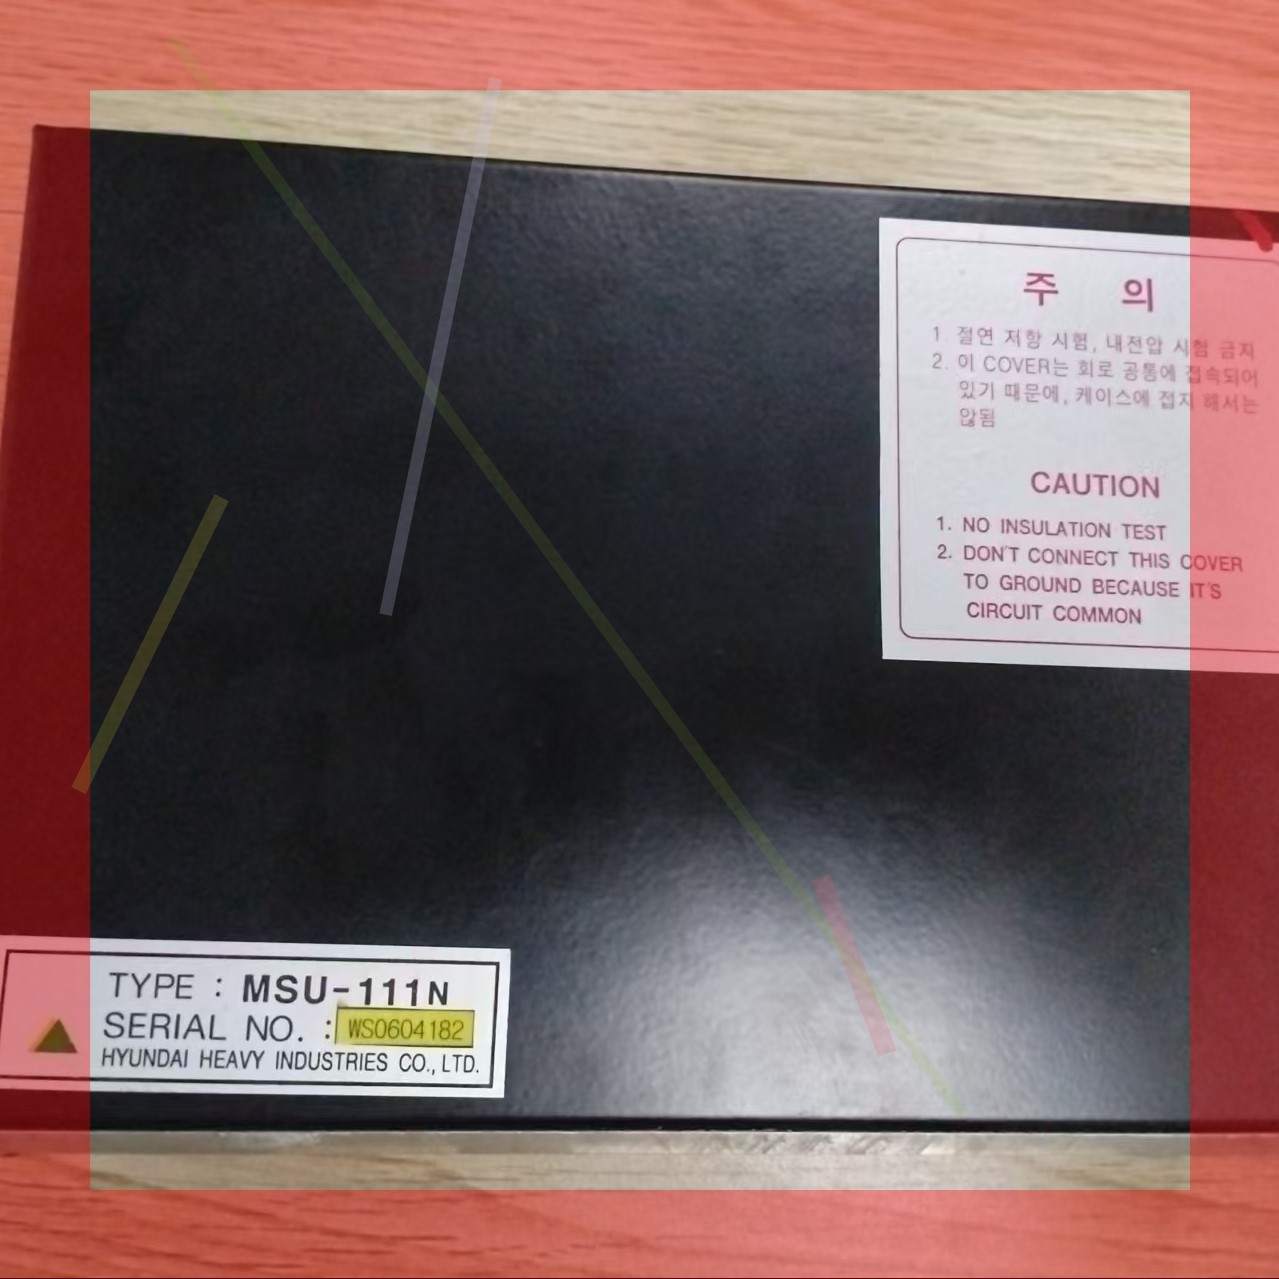 주 의
1. 절연 저항 시험, 내전압 시험 금지
2. 이 COVER는 회로 공통에 접속되어
있기 때문에, 케이스에 접지 해서는
않됨
CAUTION
1. NO INSULATION TEST
2. DON'T CONNECT THIS COVER
TO GROUND BECAUSE IT'S
CIRCUIT COMMON
TYPE : MSU-111N
SERIAL NO. : WS0604182
HYUNDAI HEAVY INDUSTRIES CO., LTD.